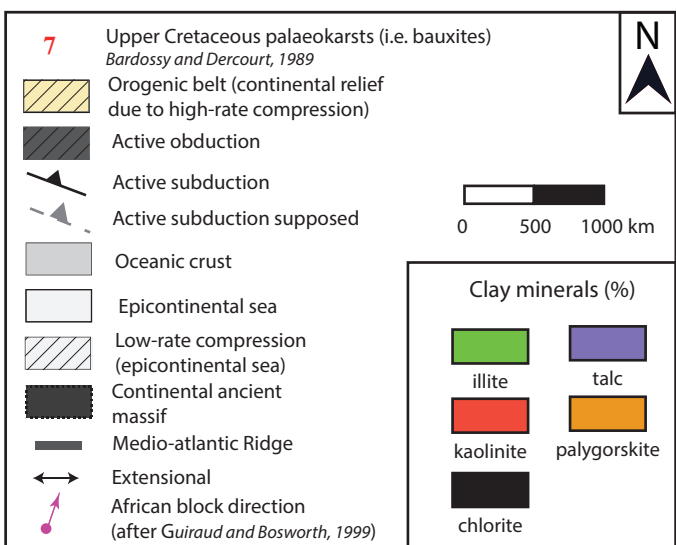 7
Upper Cretaceous palaeokarsts (i.e. bauxites)
Bardossy and Dercourt, 1989
Orogenic belt (continental relief
due to high-rate compression)
Active obduction
Active subduction
Active subduction supposed
Oceanic crust
Epicontinental sea
Low-rate compression
(epicontinental sea)
Continental ancient
massif
Medio-atlantic Ridge
Extensional
African block direction
(after Guiraud and Bosworth, 1999)
N
0 500 1000 km
Clay minerals (%)
illite talc
kaolinite palygorskite
chlorite